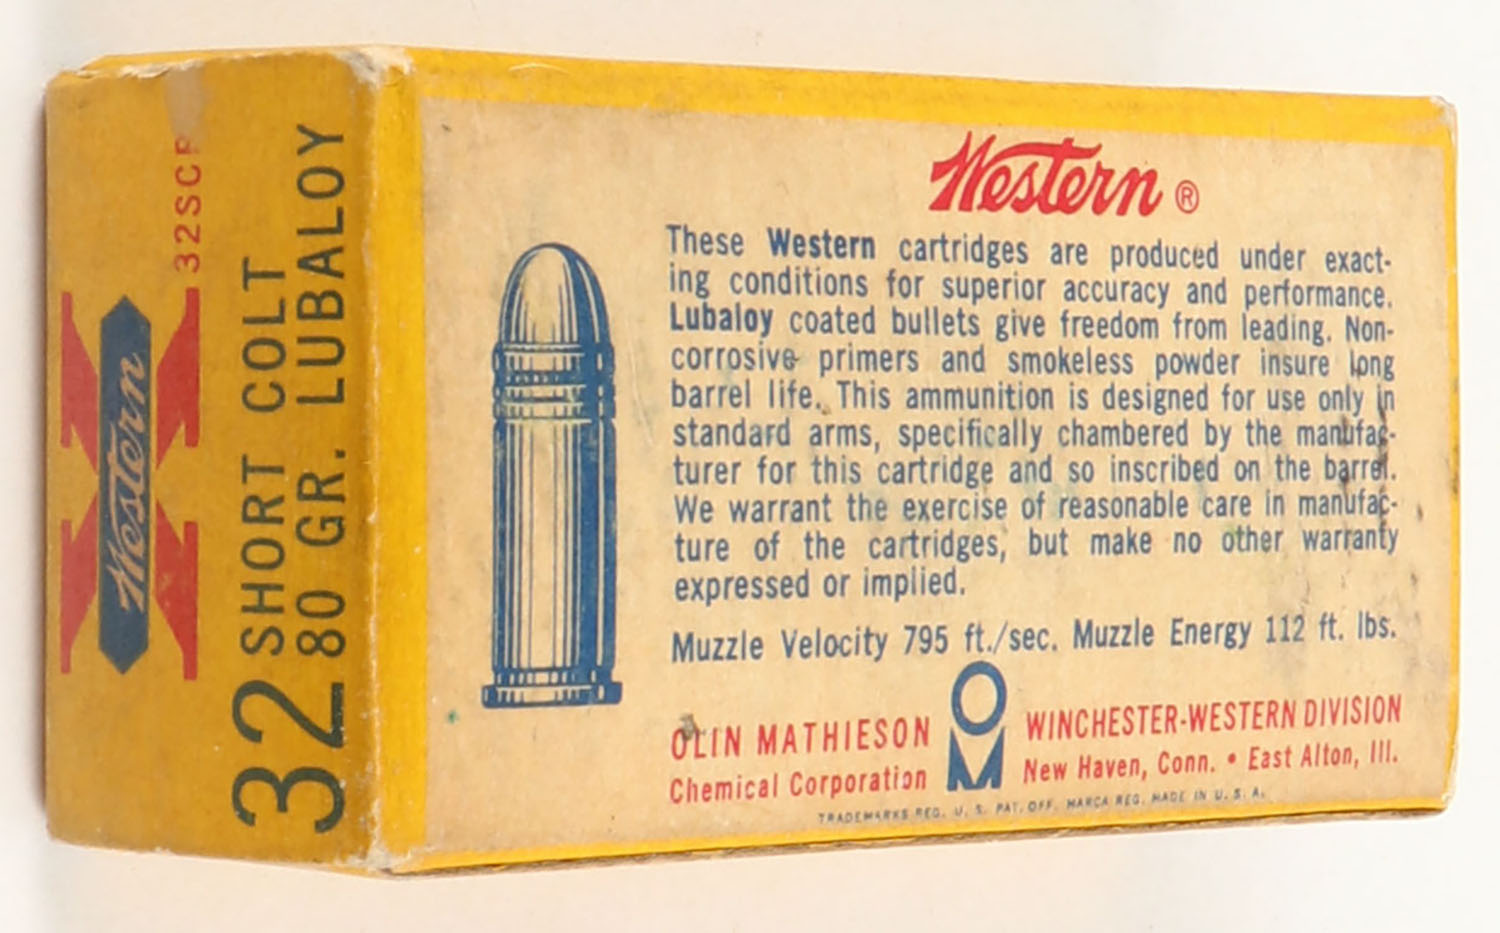 32SCP
Western
32 SHORT COLT
80 GR. LUBALOY
Western ®
These Western cartridges are produced under exact-
ing conditions for superior accuracy and performance.
Lubaloy coated bullets give freedom from leading. Non-
corrosive primers and smokeless powder insure long
barrel life. This ammunition is designed for use only in
standard arms, specifically chambered by the manufac-
turer for this cartridge and so inscribed on the barrel.
We warrant the exercise of reasonable care in manufac-
ture of the cartridges, but make no other warranty
expressed or implied.
Muzzle Velocity 795 ft./sec. Muzzle Energy 112 ft. lbs.
OLIN MATHIESON
Chemical Corporation
OM
WINCHESTER-WESTERN DIVISION
New Haven, Conn. • East Alton, Ill.
TRADEMARKS REG. U. S. PAT. OFF. MARCA REG. MADE IN U. S. A.